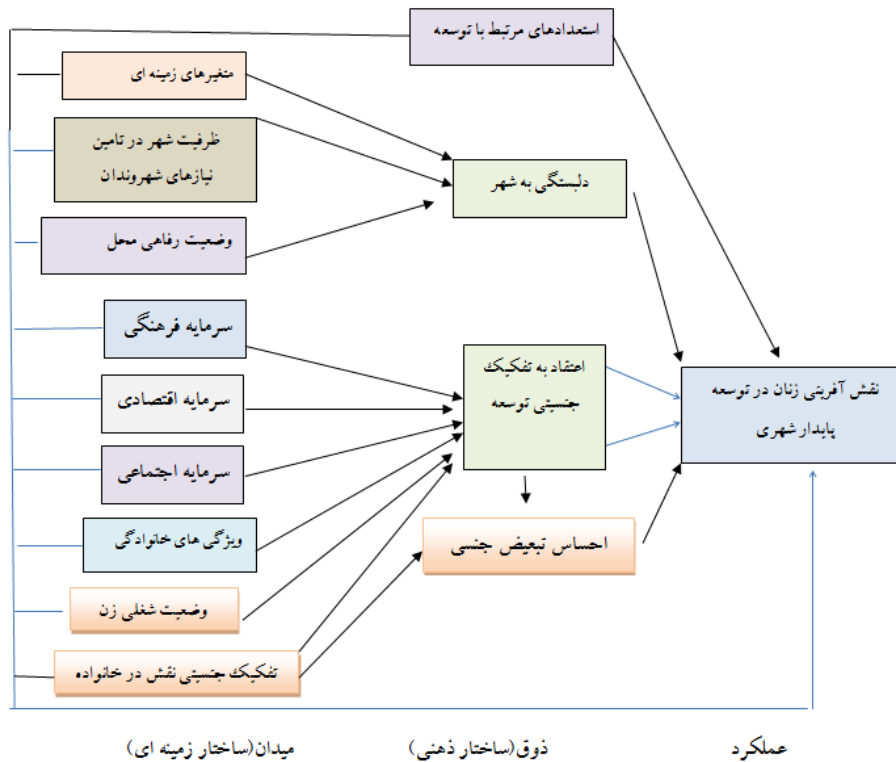 استعدادهای مرتبط با توسعه
متغیرهای زمینه ای
ظرفیت شهر در تامین
نیازهای شهروندان
دلبستگی به شهر
وضعیت رفاهی محل
سرمایه فرهنگی
اعتقاد به تفکیک
جنسیتی توسعه
سرمایه اقتصادی
نقش آفرینی زنان در توسعه
پایدار شهری
سرمایه اجتماعی
ویژگی های خانوادگی
احساس تبعیض جنسی
وضعیت شغلی زن
تفکیک جنسیتی نقش در خانواده
میدان(ساختار زمینه ای)
ذوق(ساختار ذهنی)
عملکرد